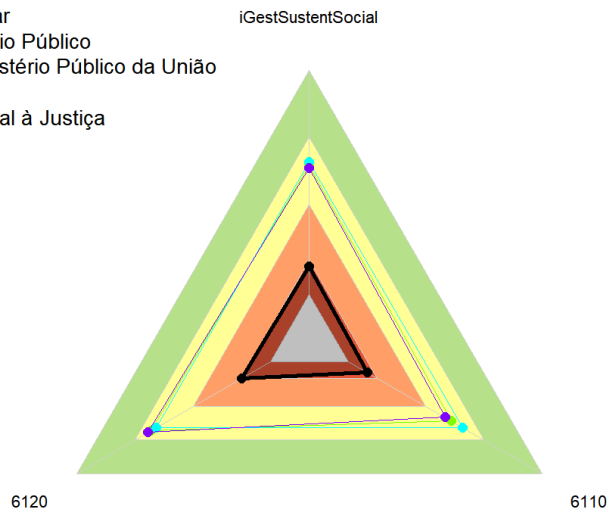 ar
iGestSustentSocial
io Público
stério Público da União
al à Justiça
6120
6110